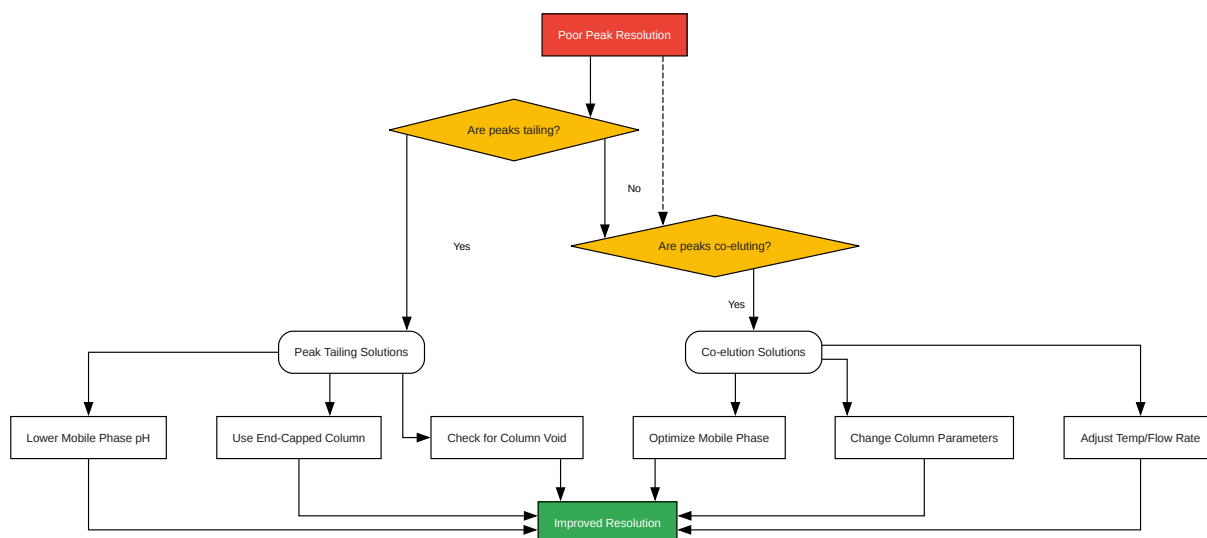 Poor Peak Resolution
Are peaks tailing?
No
Are peaks co-eluting?
Yes
Yes
Peak Tailing Solutions
Co-elution Solutions
Lower Mobile Phase pH
Use End-Capped Column
Check for Column Void
Optimize Mobile Phase
Change Column Parameters
Adjust Temp/Flow Rate
Improved Resolution